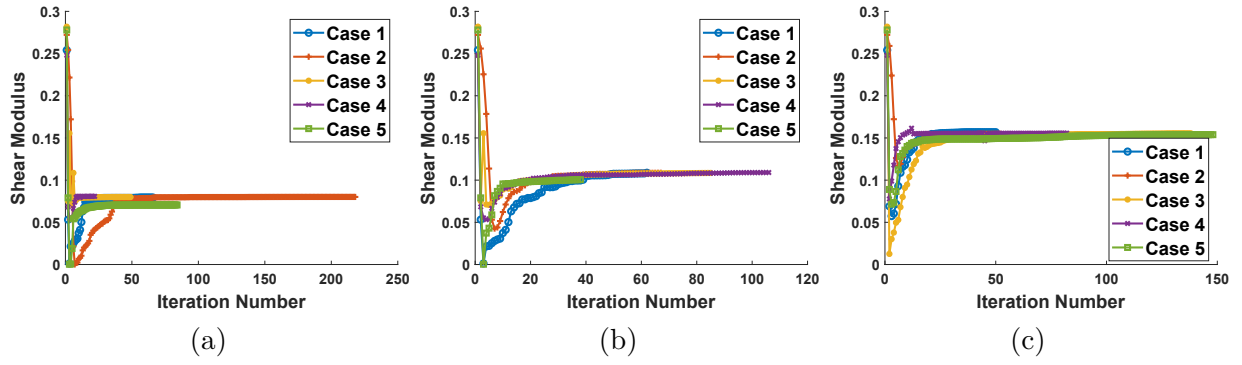 0.3
0.25
0.2
0.15
0.1
0.05
0
Shear Modulus
0 50 100 150 200 250
Iteration Number
Case 1
Case 2
Case 3
Case 4
Case 5
(a)
0.3
0.25
0.2
0.15
0.1
0.05
0
Shear Modulus
0 20 40 60 80 100 120
Iteration Number
Case 1
Case 2
Case 3
Case 4
Case 5
(b)
0.3
0.25
0.2
0.15
0.1
0.05
0
Shear Modulus
0 50 100 150
Iteration Number
Case 1
Case 2
Case 3
Case 4
Case 5
(c)